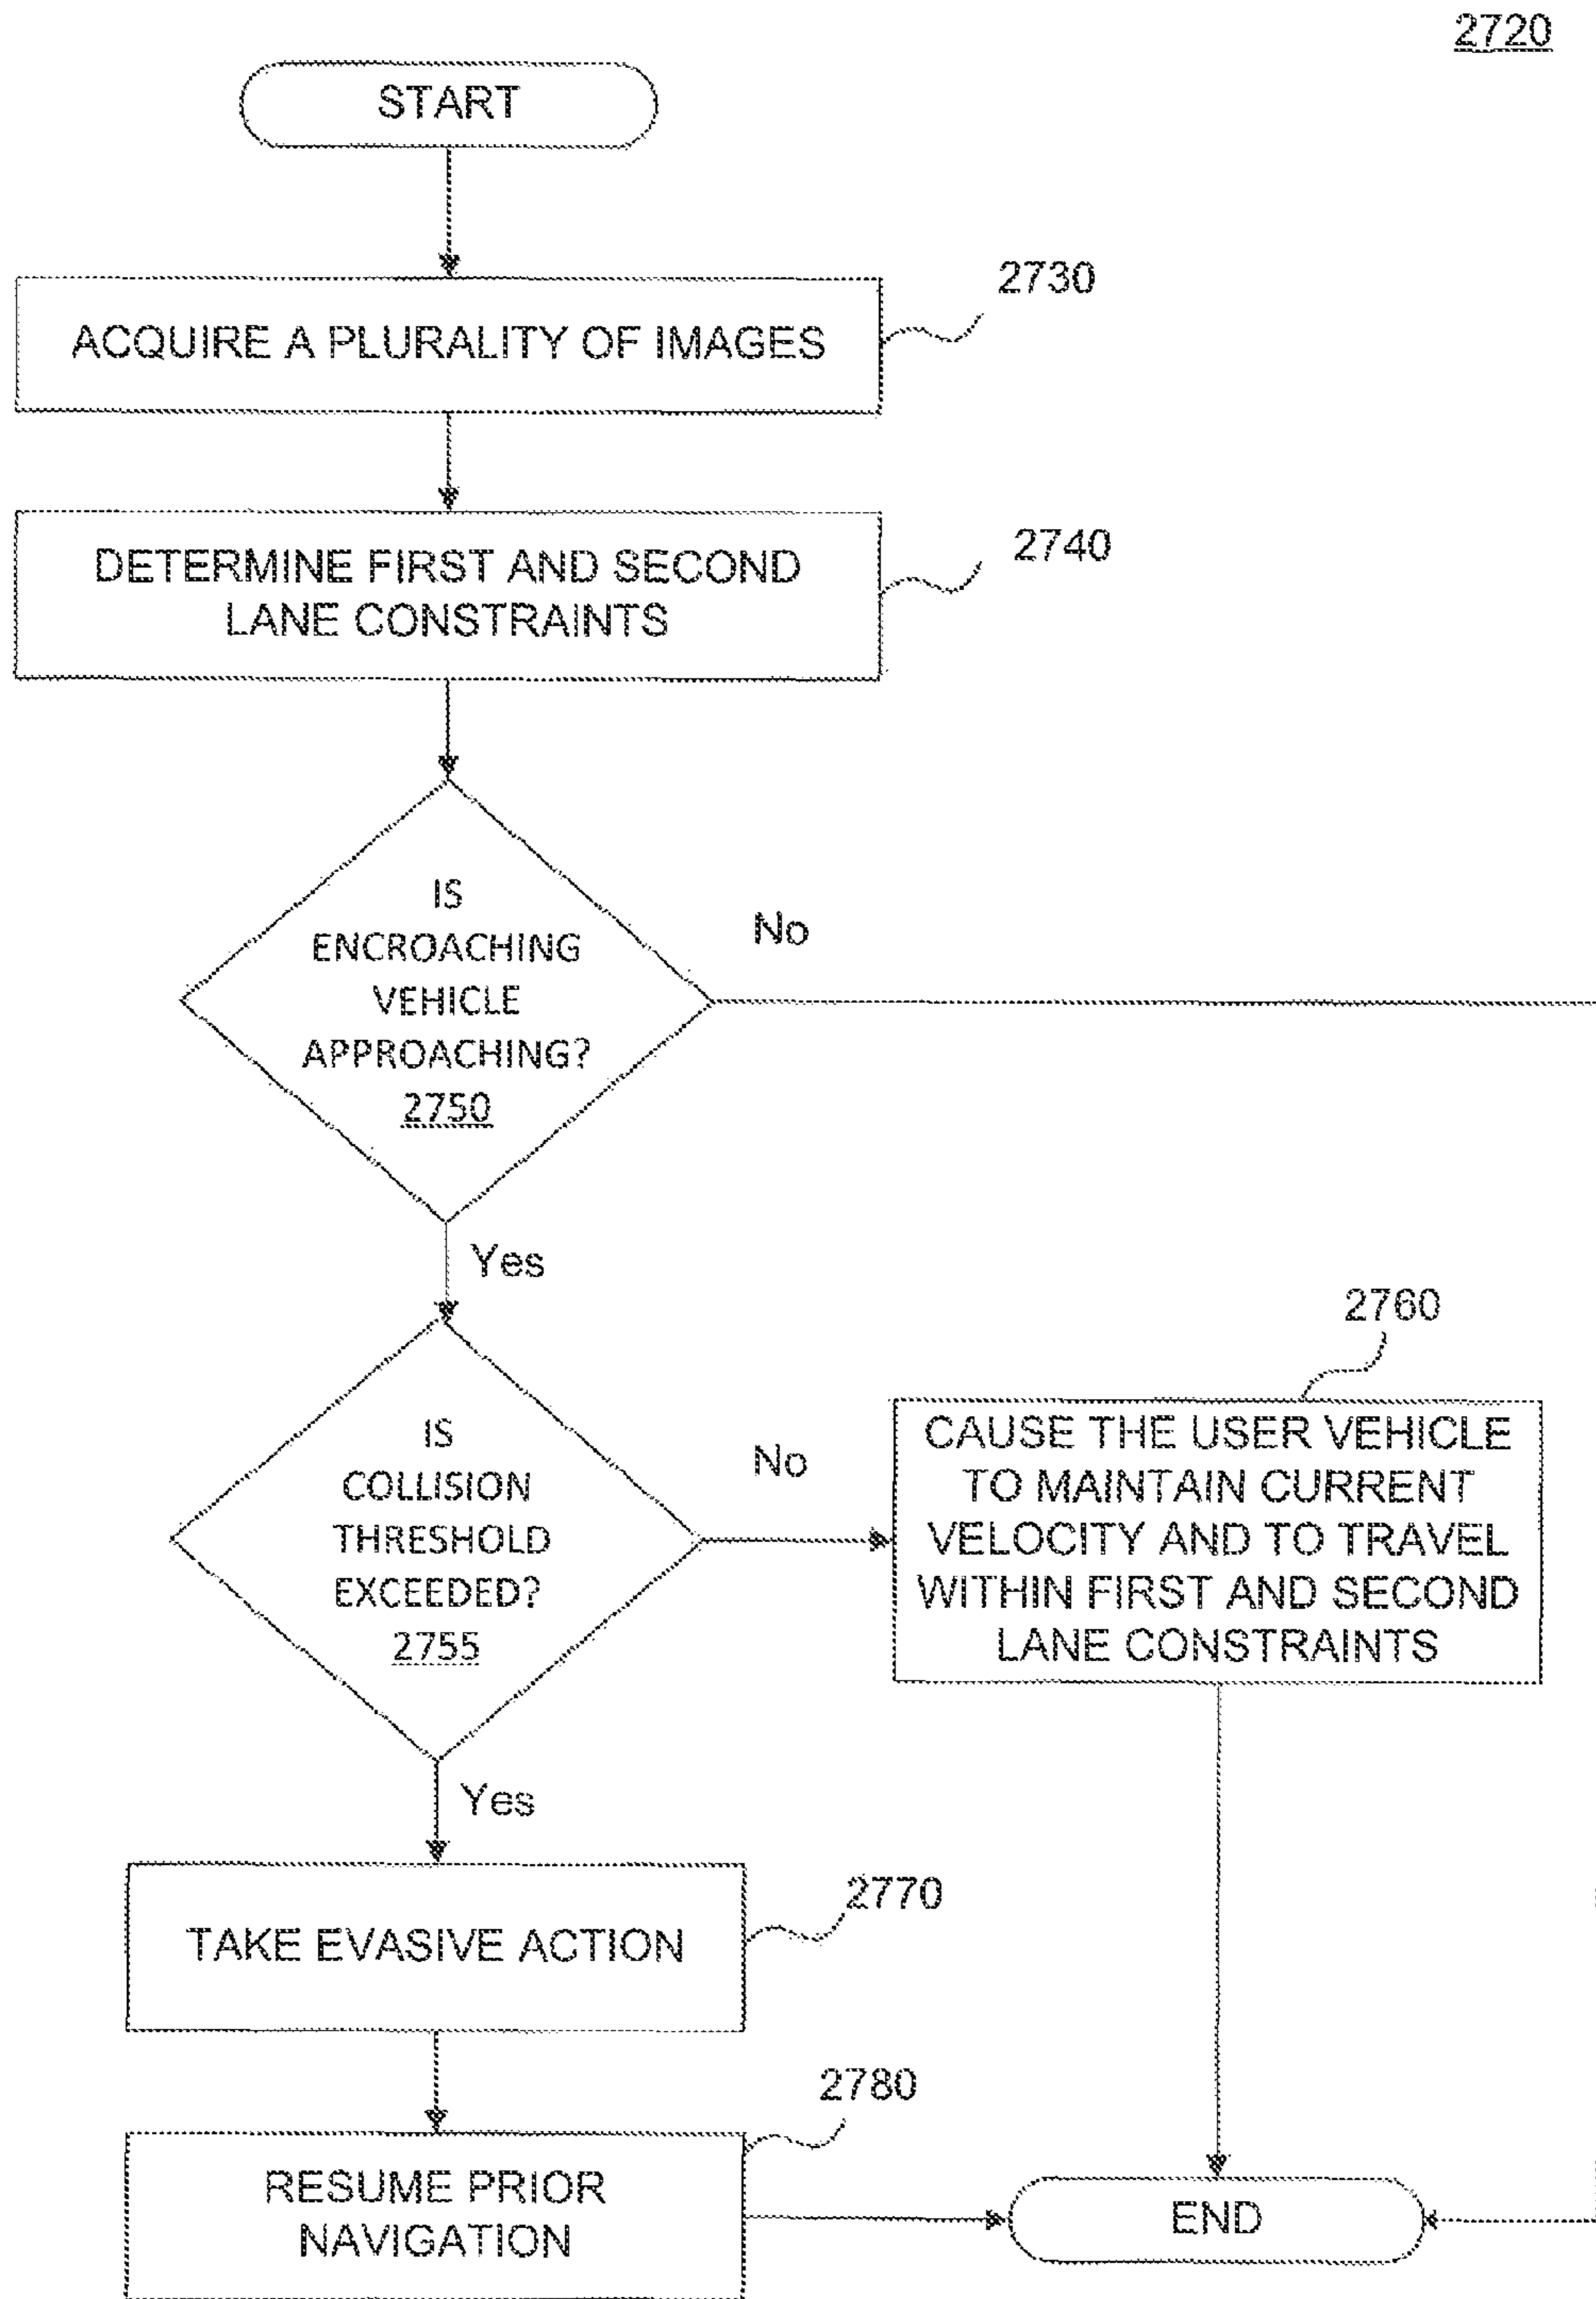 2720
START
2730
ACQUIRE A PLURALITY OF IMAGES
2740
DETERMINE FIRST AND SECOND
LANE CONSTRAINTS
IS
ENCROACHING
VEHICLE
APPROACHING?
2750
No
Yes
IS
COLLISION
THRESHOLD
EXCEEDED?
2755
No
2760
CAUSE THE USER VEHICLE
TO MAINTAIN CURRENT
VELOCITY AND TO TRAVEL
WITHIN FIRST AND SECOND
LANE CONSTRAINTS
Yes
2770
TAKE EVASIVE ACTION
2780
RESUME PRIOR
NAVIGATION
END